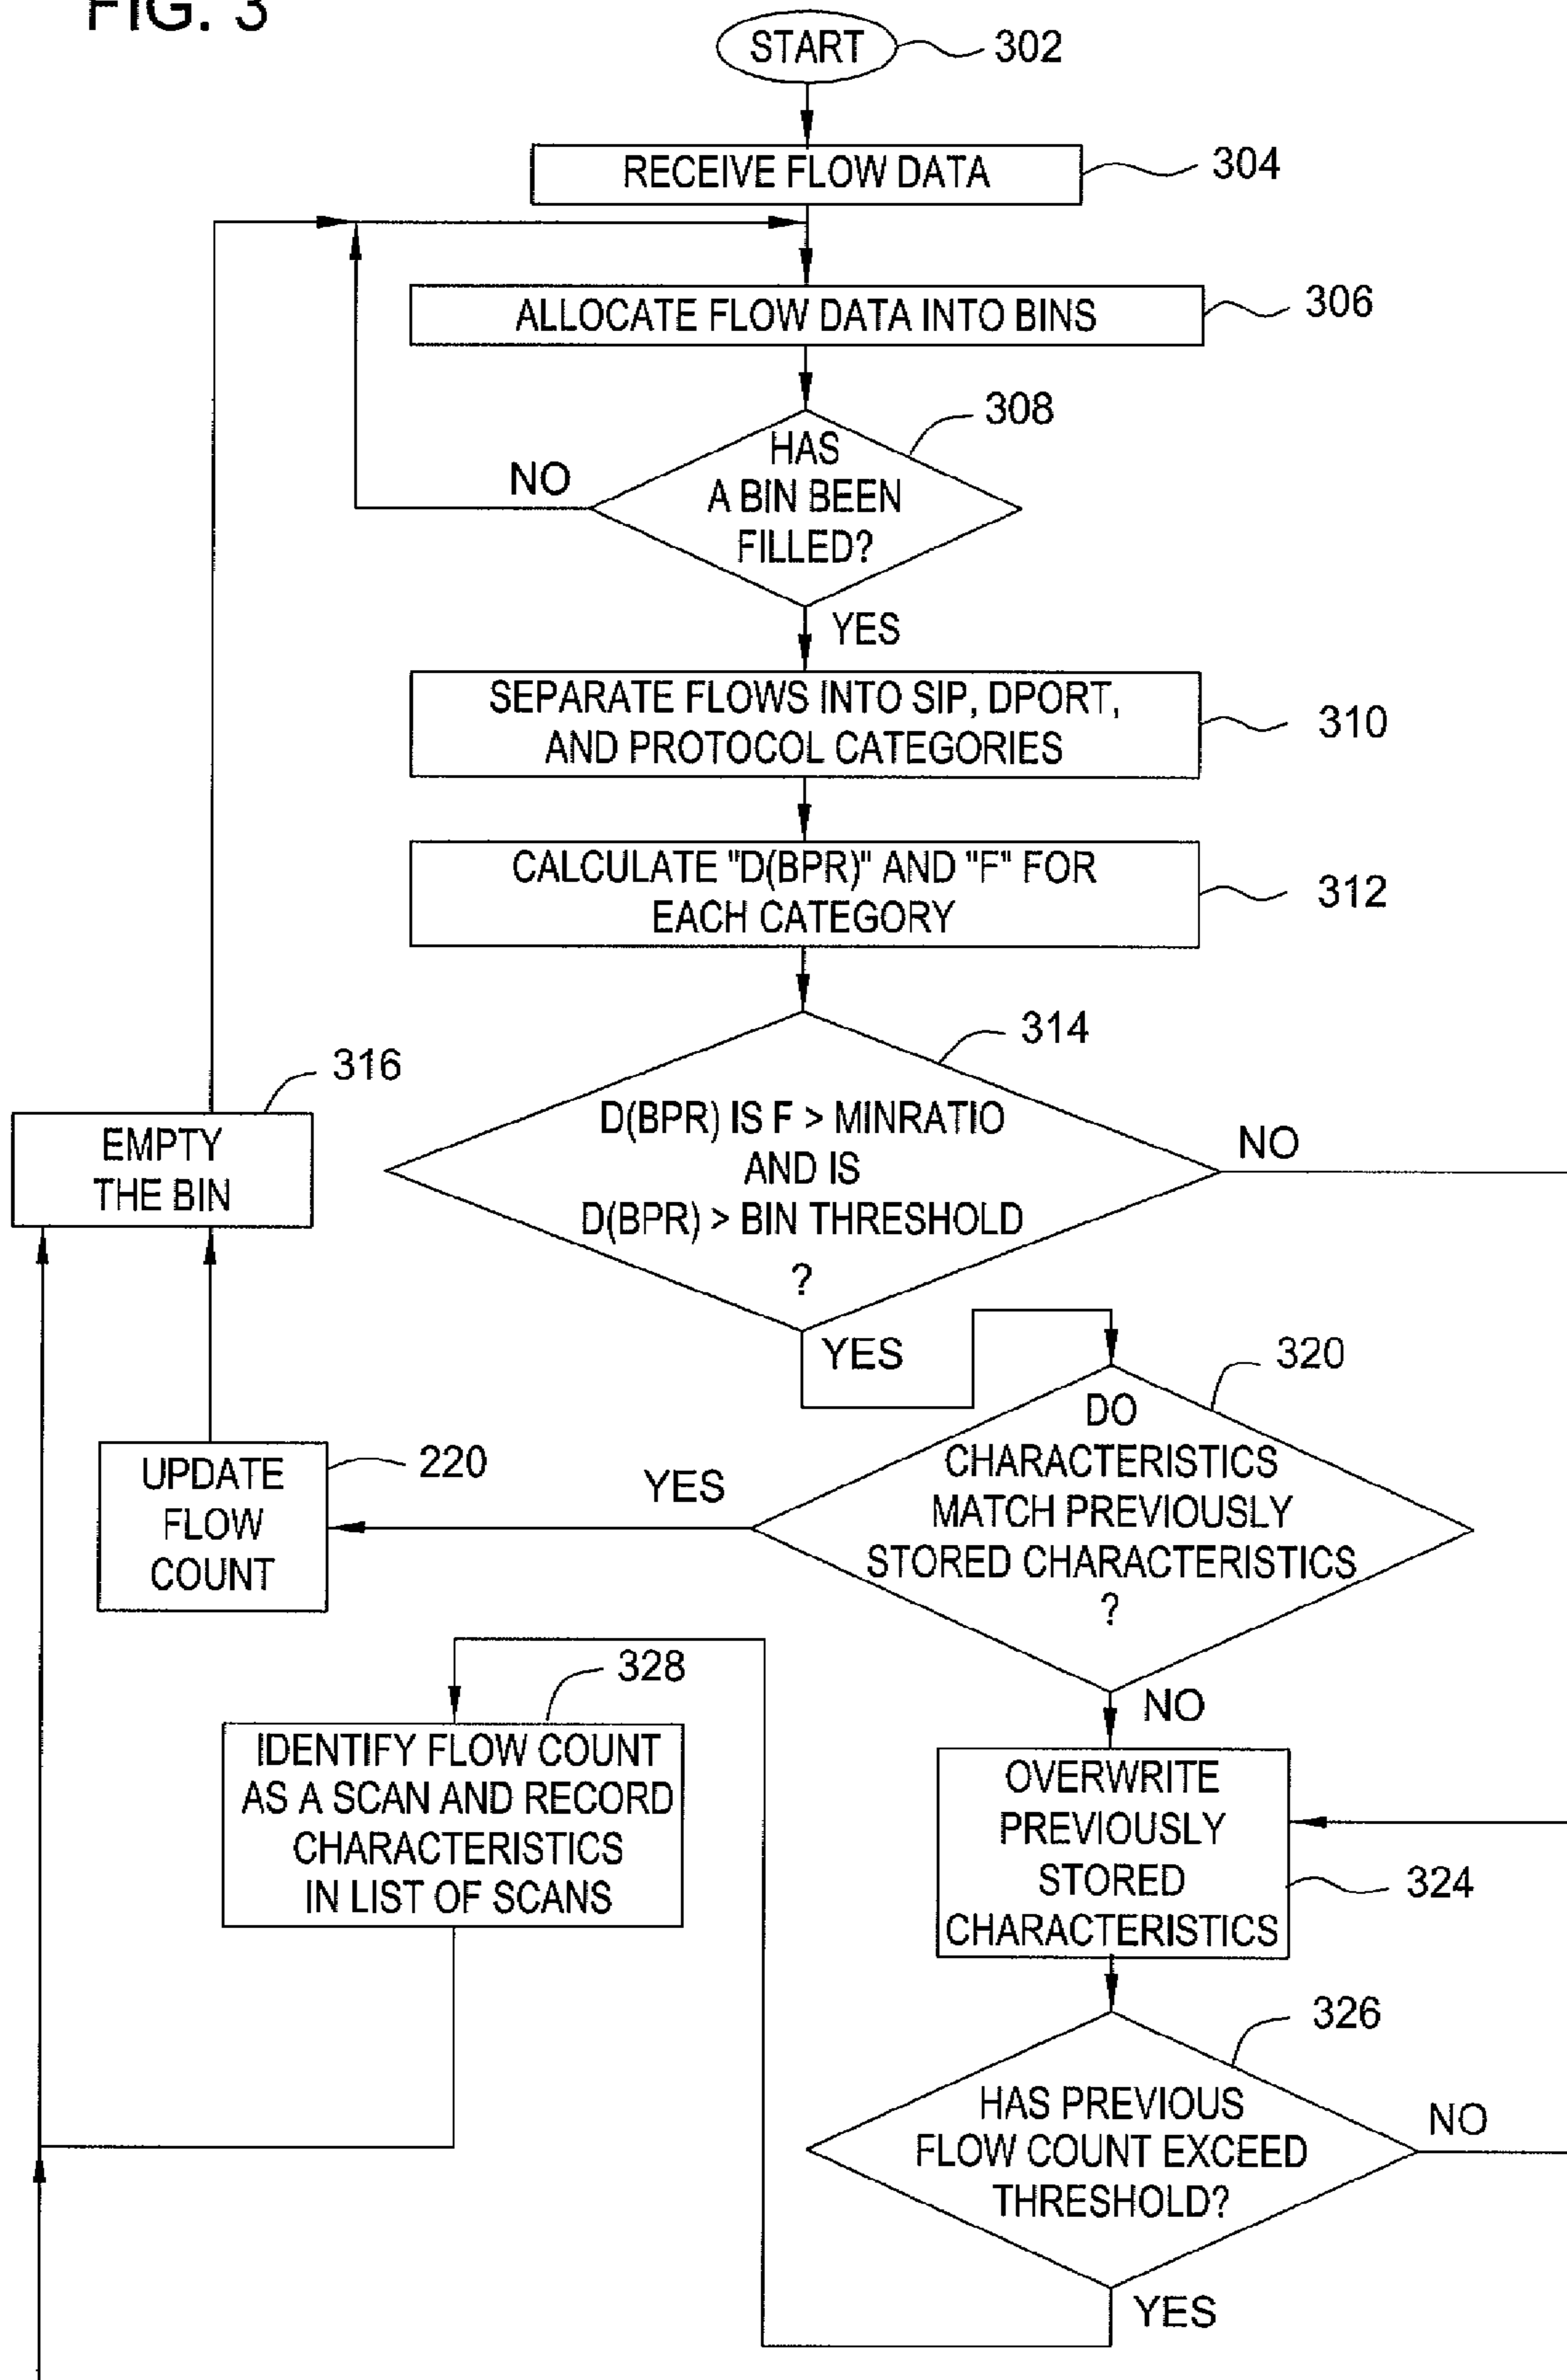 FIG. 3
START
302
RECEIVE FLOW DATA
304
ALLOCATE FLOW DATA INTO BINS
306
HAS
A BIN BEEN
FILLED?
308
NO
YES
SEPARATE FLOWS INTO SIP, DPORT,
AND PROTOCOL CATEGORIES
310
CALCULATE "D(BPR)" AND "F" FOR
EACH CATEGORY
312
D(BPR) IS F > MINRATIO
AND IS
D(BPR) > BIN THRESHOLD
?
314
NO
YES
EMPTY
THE BIN
316
DO
CHARACTERISTICS
MATCH PREVIOUSLY
STORED CHARACTERISTICS
?
320
YES
NO
UPDATE
FLOW
COUNT
220
IDENTIFY FLOW COUNT
AS A SCAN AND RECORD
CHARACTERISTICS
IN LIST OF SCANS
328
OVERWRITE
PREVIOUSLY
STORED
CHARACTERISTICS
324
HAS PREVIOUS
FLOW COUNT EXCEED
THRESHOLD?
326
NO
YES